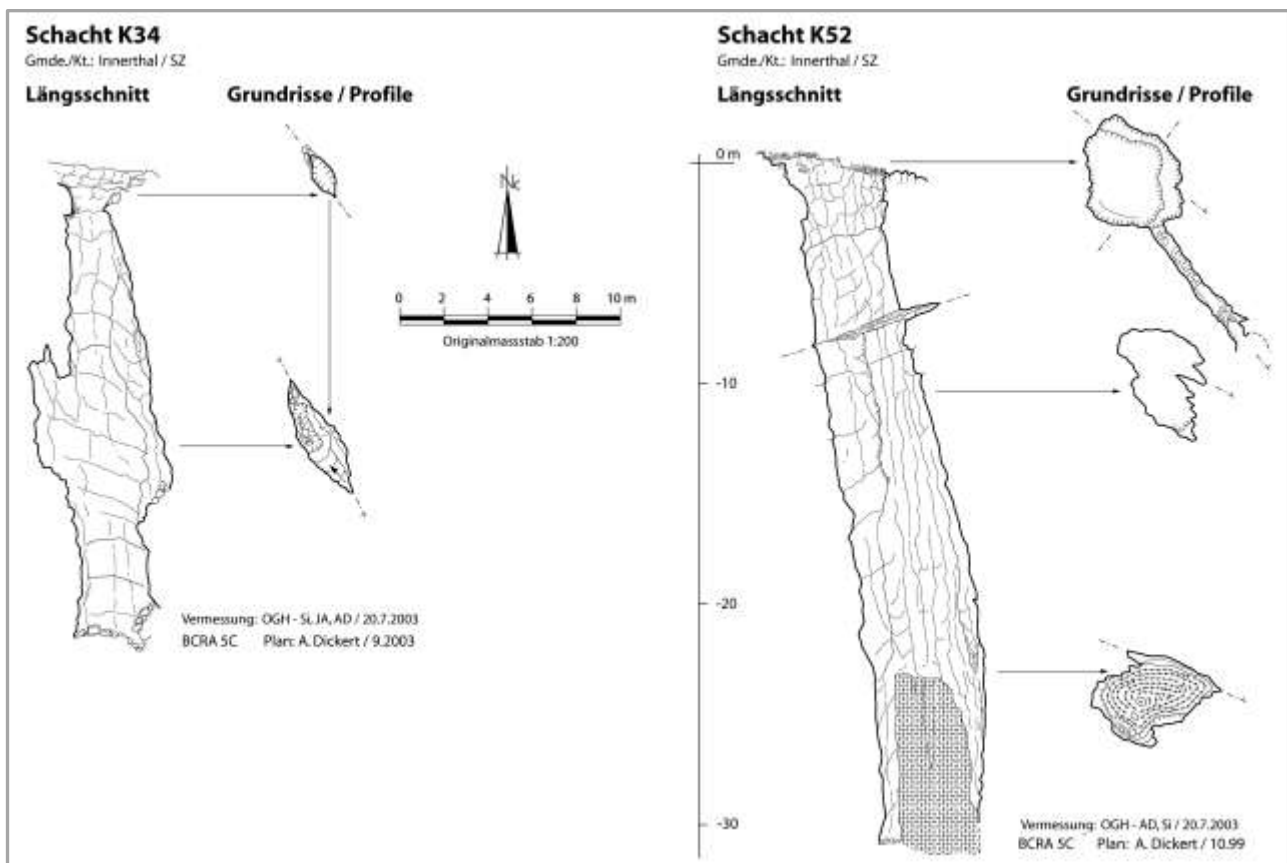 Schacht K34
Gmde./Kt.: Innerthal / SZ
Längsschnitt
Grundrisse / Profile
Nk
0 2 4 6 8 10 m
Originalmassstab 1:200
Vermessung: OGH - Si, JA, AD / 20.7.2003
BCRA 5C Plan: A. Dickert / 9.2003
Schacht K52
Gmde./Kt.: Innerthal / SZ
Längsschnitt
Grundrisse / Profile
0 m
-10
-20
-30
Vermessung: OGH - AD, Si / 20.7.2003
BCRA 5C Plan: A. Dickert / 10.99